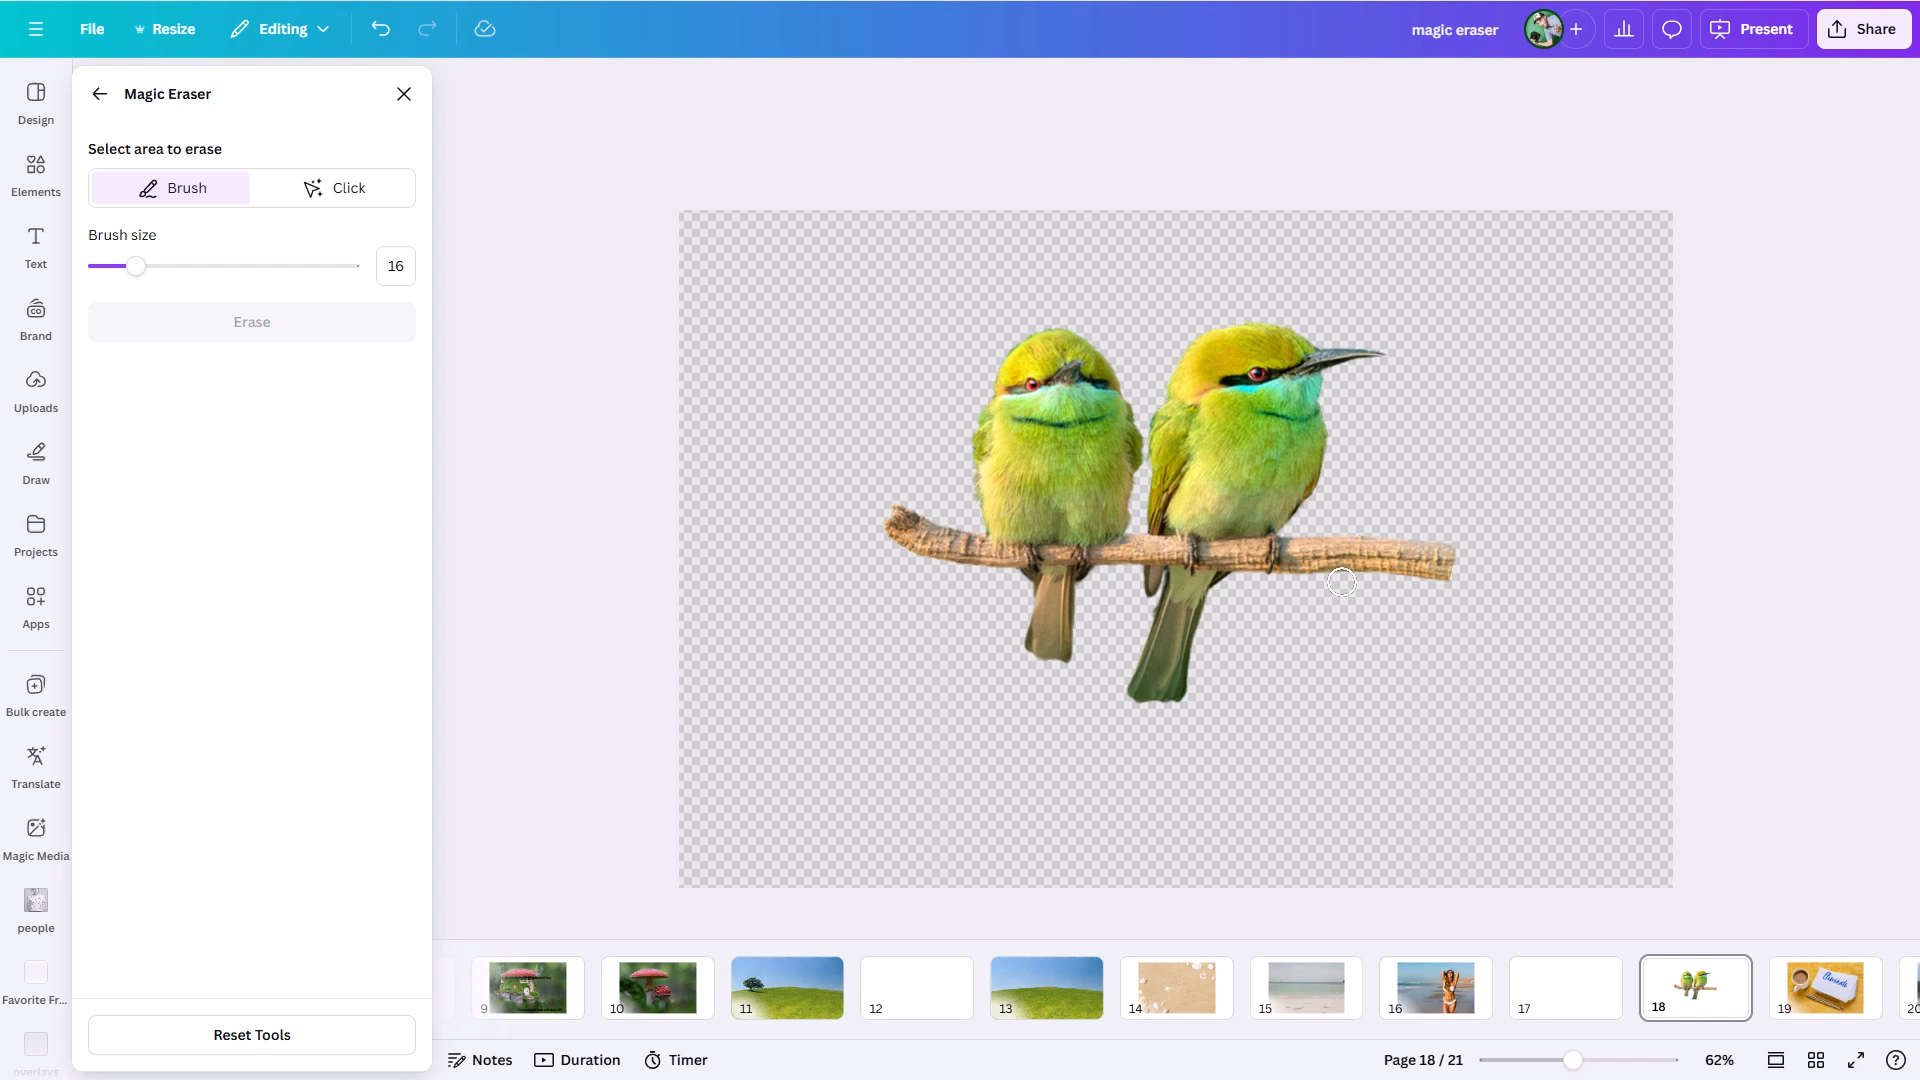 File
Resize
Editing
magic eraser
Present
Share
Design
Elements
Text
Brand
Uploads
Draw
Projects
Apps
Bulk create
Translate
Magic Media
people
Favorite Fr...
overlays
Magic Eraser
Select area to erase
Brush
Click
Brush size
16
Erase
Reset Tools
9
10
11
12
13
14
15
16
17
18
19
20
Notes
Duration
Timer
Page 18 / 21
62%